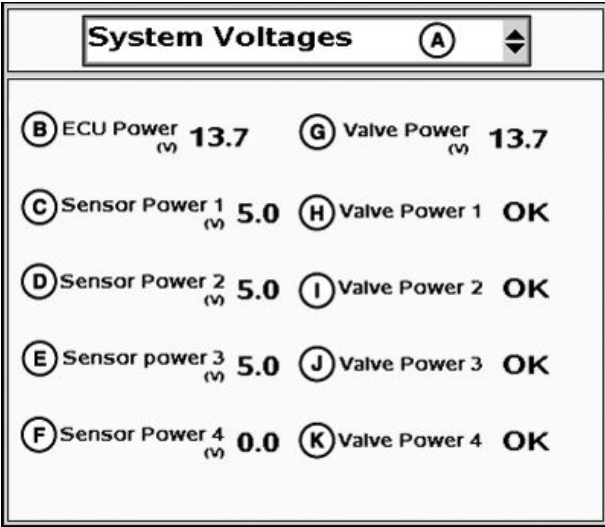 System Voltages A
B ECU Power (V) 13.7 G Valve Power (V) 13.7
C Sensor Power 1 (V) 5.0 H Valve Power 1 OK
D Sensor Power 2 (V) 5.0 I Valve Power 2 OK
E Sensor power 3 (V) 5.0 J Valve Power 3 OK
F Sensor Power 4 (V) 0.0 K Valve Power 4 OK